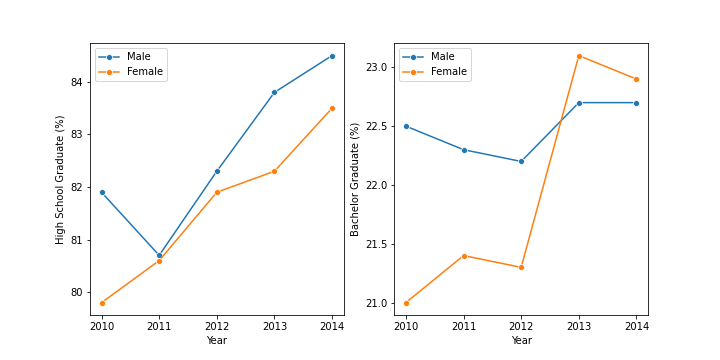 Male
Female
High School Graduate (%)
84
83
82
81
80
2010 2011 2012 2013 2014
Year
Male
Female
Bachelor Graduate (%)
23.0
22.5
22.0
21.5
21.0
2010 2011 2012 2013 2014
Year